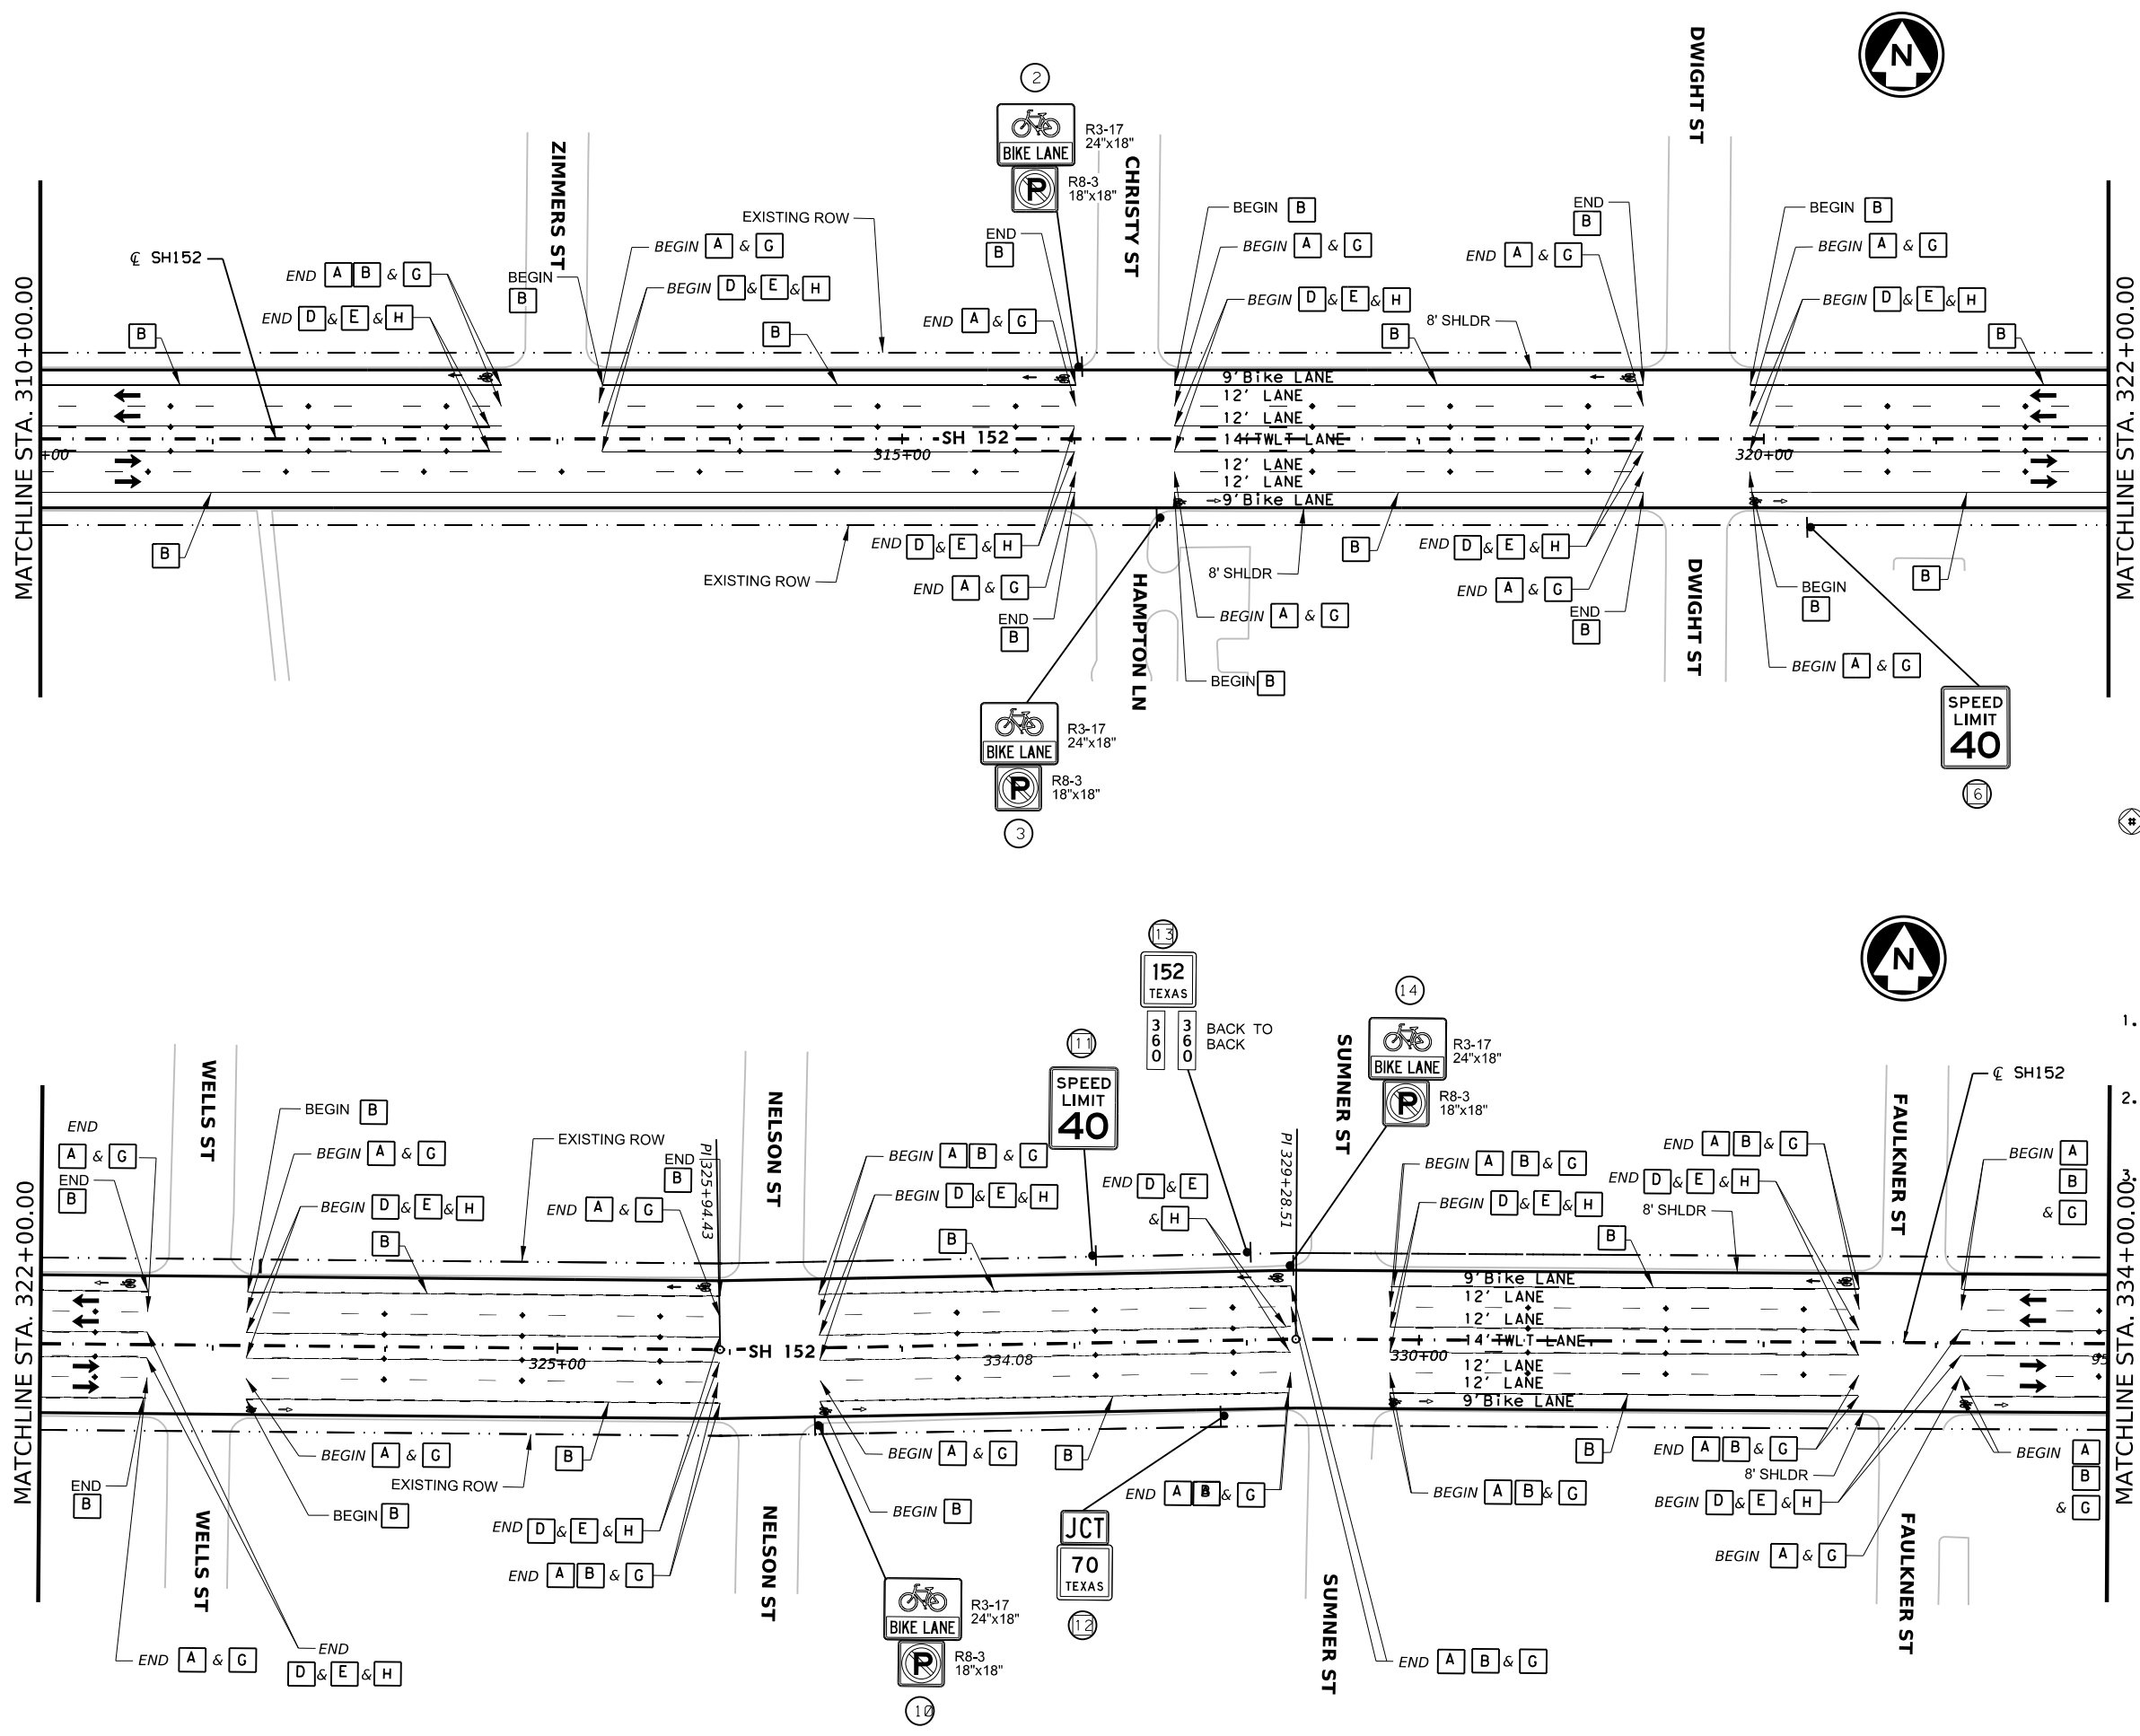 N
DWIGHT ST
2
BIKE LANE
R3-17
24"x18"
P
R8-3
18"x18"
CHRISTY ST
ZIMMERS ST
EXISTING ROW
℄ SH152
END A B & G
END D & E & H
B
BEGIN
B
BEGIN A & G
BEGIN D & E & H
B
END
B
END A & G
BEGIN B
BEGIN A & G
BEGIN D & E & H
8' SHLDR
B
END
B
END A & G
BEGIN B
BEGIN A & G
BEGIN D & E & H
B
MATCHLINE STA. 310+00.00
MATCHLINE STA. 322+00.00
9'Bike LANE
12' LANE
12' LANE
14' TWLT LANE
12' LANE
12' LANE
9'Bike LANE
SH 152
+00
315+00
320+00
B
EXISTING ROW
END D & E & H
END A & G
END
B
HAMPTON LN
8' SHLDR
BEGIN A & G
BEGIN B
B
END D & E & H
END A & G
END
B
DWIGHT ST
BEGIN
B
BEGIN A & G
B
BIKE LANE
R3-17
24"x18"
P
R8-3
18"x18"
3
SPEED
LIMIT
40
6
#
N
13
152
TEXAS
360
360
BACK TO
BACK
14
BIKE LANE
R3-17
24"x18"
P
R8-3
18"x18"
11
SPEED
LIMIT
40
1.
2.
3.
WELLS ST
NELSON ST
SUMNER ST
FAULKNER ST
℄ SH152
END
A & G
END
B
BEGIN B
BEGIN A & G
BEGIN D & E & H
B
EXISTING ROW
END
B
END A & G
PI 325+94.43
BEGIN A B & G
BEGIN D & E & H
B
END D & E
& H
PI 329+28.51
BEGIN A B & G
BEGIN D & E & H
B
END A B & G
END D & E & H
8' SHLDR
BEGIN A
B
& G
MATCHLINE STA. 322+00.00
MATCHLINE STA. 334+00.00
9'Bike LANE
12' LANE
12' LANE
14' TWLT LANE
12' LANE
12' LANE
9'Bike LANE
SH 152
325+00
334.08
330+00
95
END
B
BEGIN A & G
EXISTING ROW
BEGIN B
B
END D & E & H
END A B & G
BEGIN A & G
BEGIN B
B
END A B & G
BEGIN A B & G
B
END A B & G
8' SHLDR
BEGIN D & E & H
BEGIN A & G
BEGIN A
B
& G
WELLS ST
NELSON ST
SUMNER ST
FAULKNER ST
END A & G
END
D & E & H
BIKE LANE
R3-17
24"x18"
P
R8-3
18"x18"
10
JCT
70
TEXAS
12
END A B & G